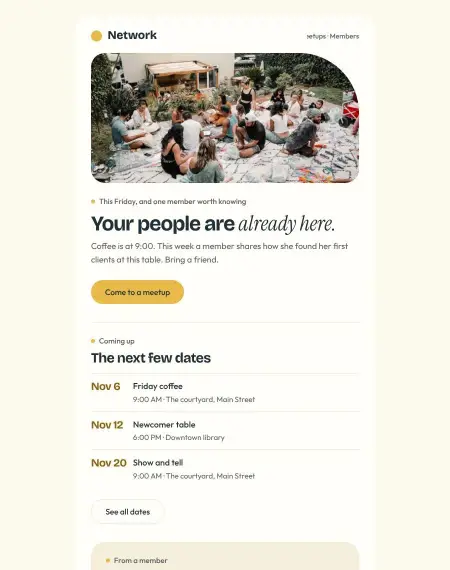 Network
eetups · Members
This Friday, and one member worth knowing
Your people are already here.
Coffee is at 9:00. This week a member shares how she found her first
clients at this table. Bring a friend.
Come to a meetup
Coming up
The next few dates
Nov 6 Friday coffee
9:00 AM · The courtyard, Main Street
Nov 12 Newcomer table
6:00 PM · Downtown library
Nov 20 Show and tell
9:00 AM · The courtyard, Main Street
See all dates
From a member